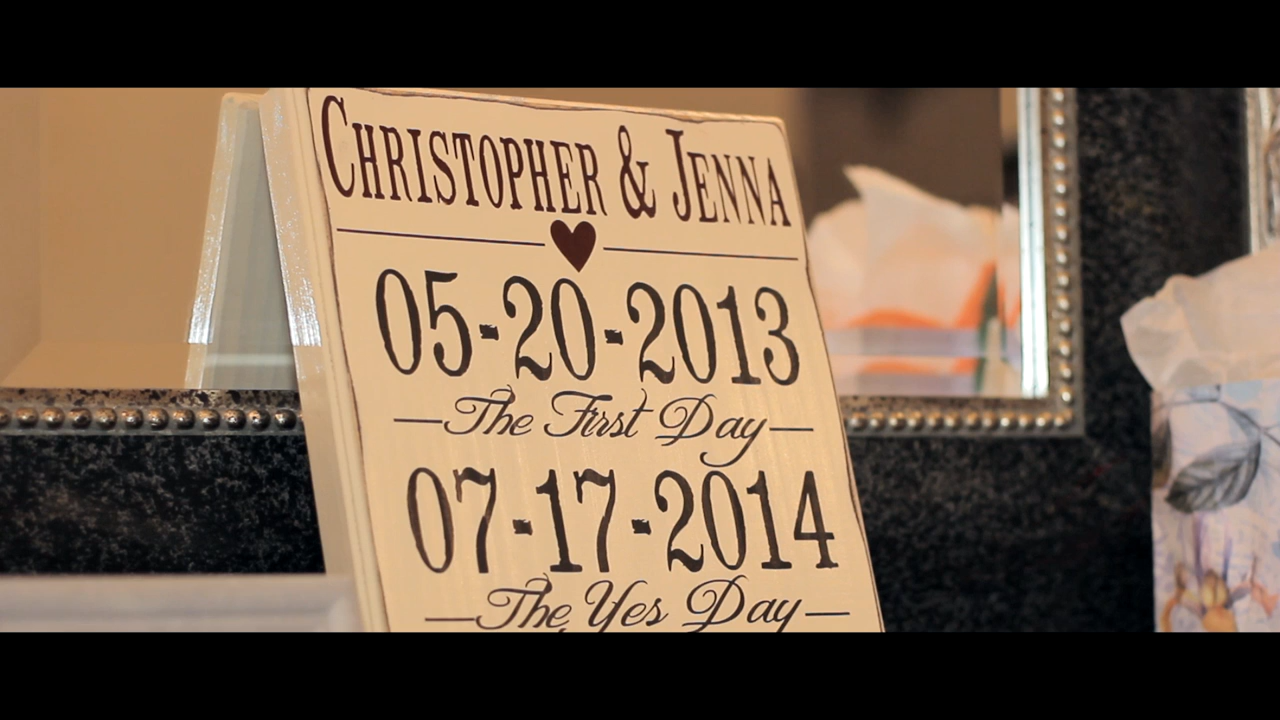 CHRISTOPHER & JENNA
05-20-2013
The First Day
07-17-2014
The Yes Day